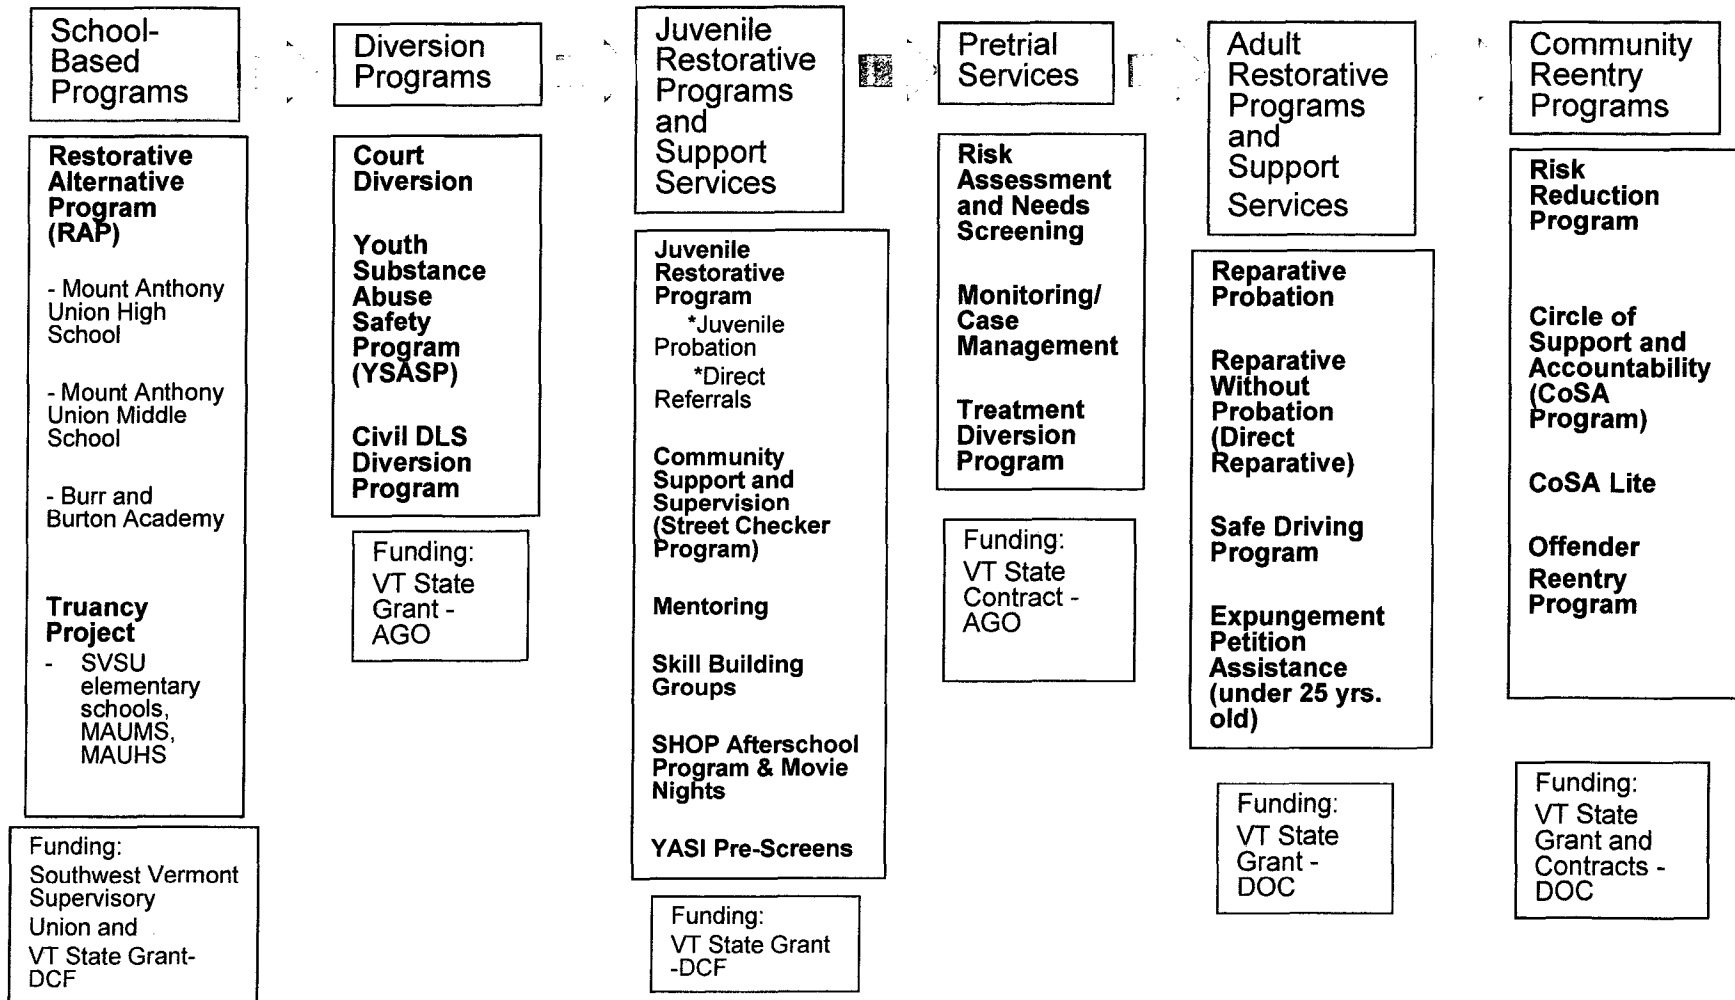 School-
Based
Programs
Restorative
Alternative
Program
(RAP)
- Mount Anthony
Union High
School
- Mount Anthony
Union Middle
School
- Burr and
Burton Academy
Truancy
Project
- SVSU
elementary
schools,
MAUMS,
MAUHS
Funding:
Southwest Vermont
Supervisory
Union and
VT State Grant-
DCF
Diversion
Programs
Court
Diversion
Youth
Substance
Abuse
Safety
Program
(YSASP)
Civil DLS
Diversion
Program
Funding:
VT State
Grant -
AGO
Juvenile
Restorative
Programs
and
Support
Services
Juvenile
Restorative
Program
*Juvenile
Probation
*Direct
Referrals
Community
Support and
Supervision
(Street Checker
Program)
Mentoring
Skill Building
Groups
SHOP Afterschool
Program & Movie
Nights
YASI Pre-Screens
Funding:
VT State Grant
-DCF
Pretrial
Services
Risk
Assessment
and Needs
Screening
Monitoring/
Case
Management
Treatment
Diversion
Program
Funding:
VT State
Contract -
AGO
Adult
Restorative
Programs
and
Support
Services
Reparative
Probation
Reparative
Without
Probation
(Direct
Reparative)
Safe Driving
Program
Expungement
Petition
Assistance
(under 25 yrs.
old)
Funding:
VT State
Grant -
DOC
Community
Reentry
Programs
Risk
Reduction
Program
Circle of
Support and
Accountability
(CoSA
Program)
CoSA Lite
Offender
Reentry
Program
Funding:
VT State
Grant and
Contracts -
DOC